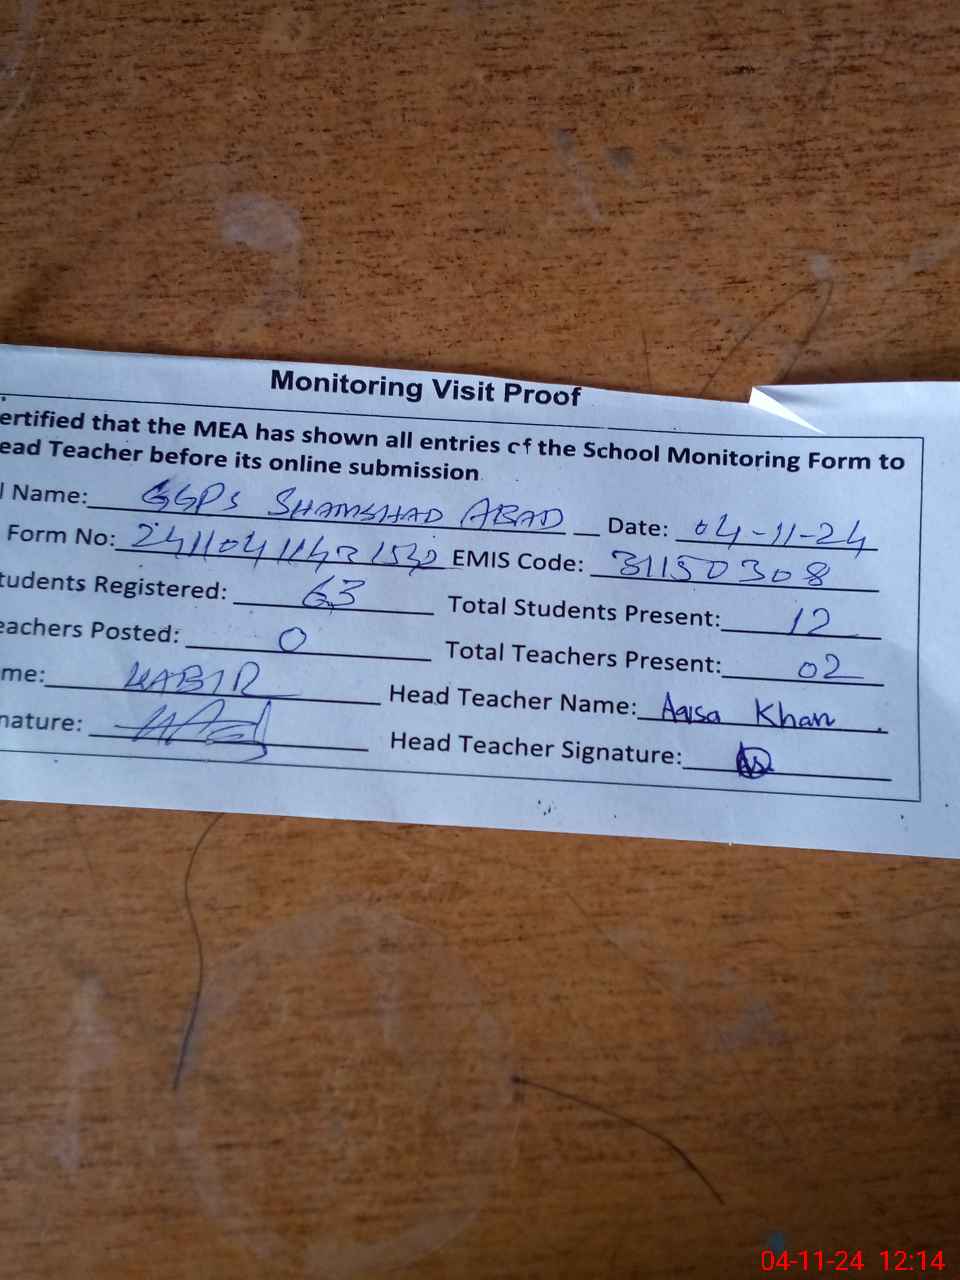 Monitoring Visit Proof
ertified that the MEA has shown all entries of the School Monitoring Form to
ead Teacher before its online submission
l Name: GGPS SHAMSHAD ABAD Date: 04-11-24
Form No: EMIS Code: 31150308
tudents Registered: 63 Total Students Present: 12
eachers Posted: 0 Total Teachers Present: 02
me: KABIR Head Teacher Name: Aqsa Khan
nature: Head Teacher Signature:
04-11-24 12:14